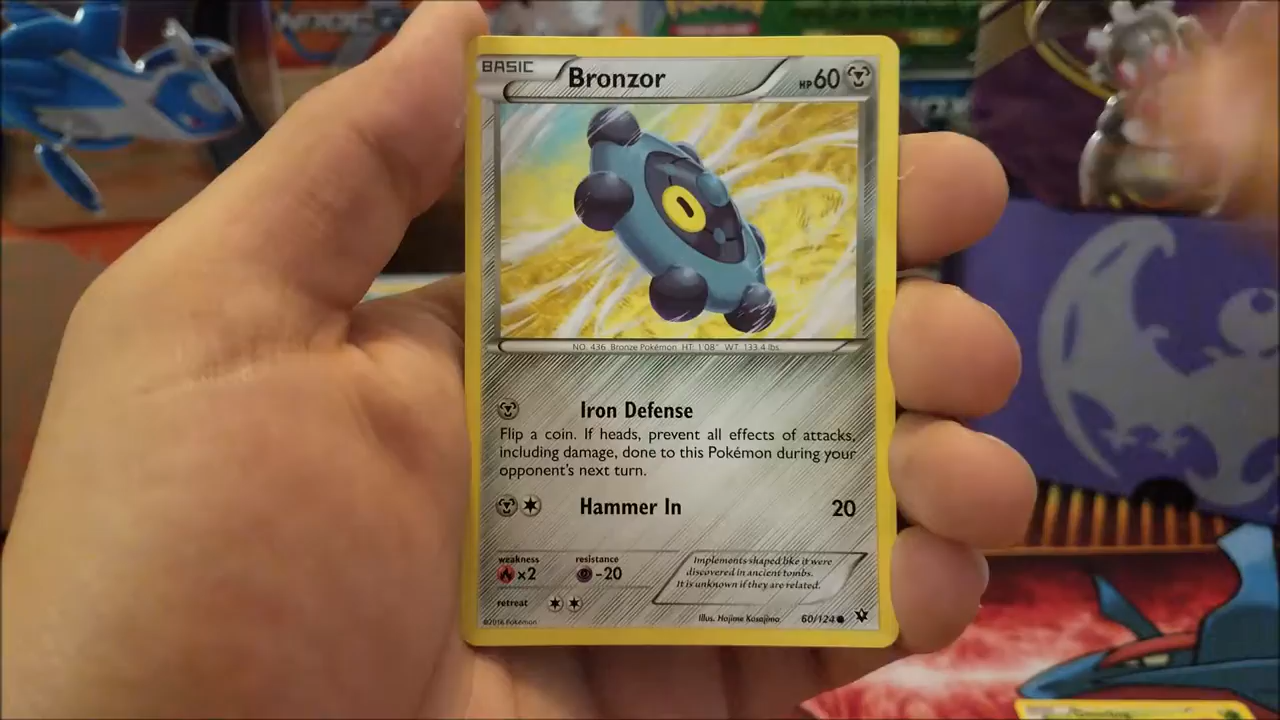 BASIC
Bronzor
HP60
NO. 436 Bronze Pokémon HT: 1'08" WT: 133.4 lbs.
Iron Defense
Flip a coin. If heads, prevent all effects of attacks,
including damage, done to this Pokémon during your
opponent's next turn.
Hammer In 20
weakness resistance
×2 -20
Implements shaped like it were
discovered in ancient tombs.
It is unknown if they are related.
retreat
©2016 Pokémon
Illus. Hajime Kusajima
60/124